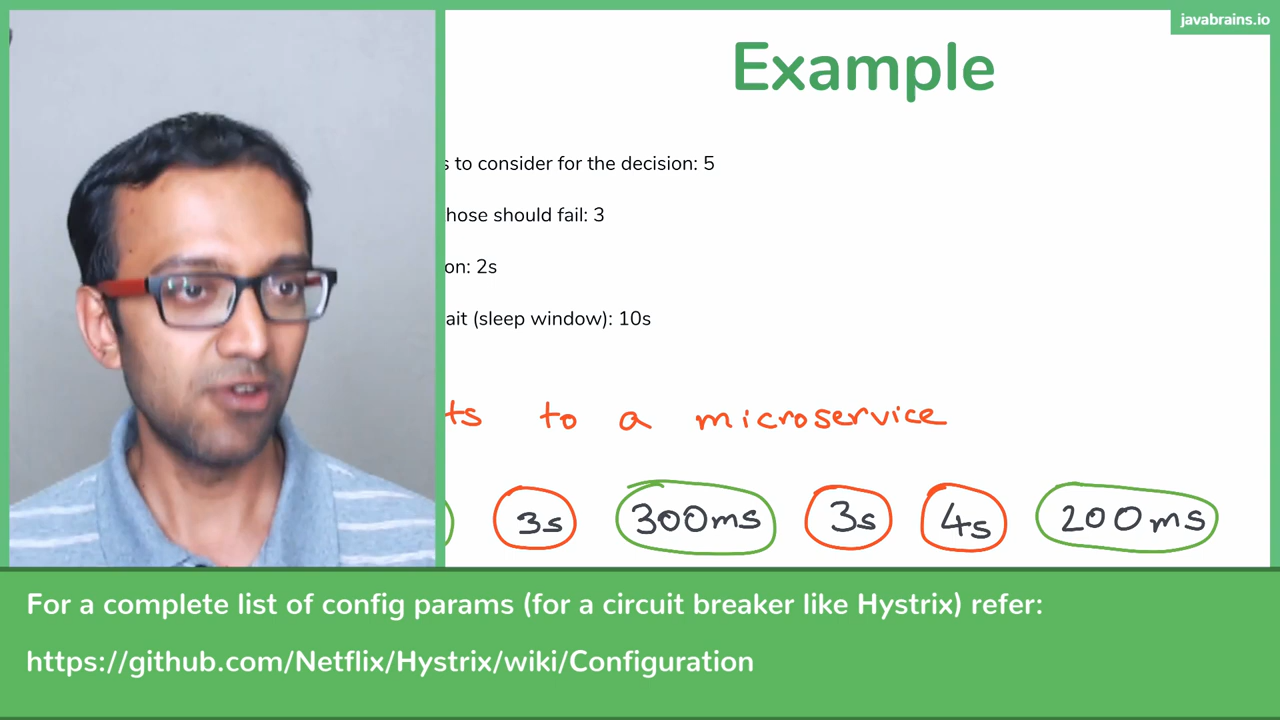 javabrains.io
Example
s to consider for the decision: 5
hose should fail: 3
on: 2s
ait (sleep window): 10s
ts to a microservice
3s 300ms 3s 4s 200ms
For a complete list of config params (for a circuit breaker like Hystrix) refer:
https://github.com/Netflix/Hystrix/wiki/Configuration